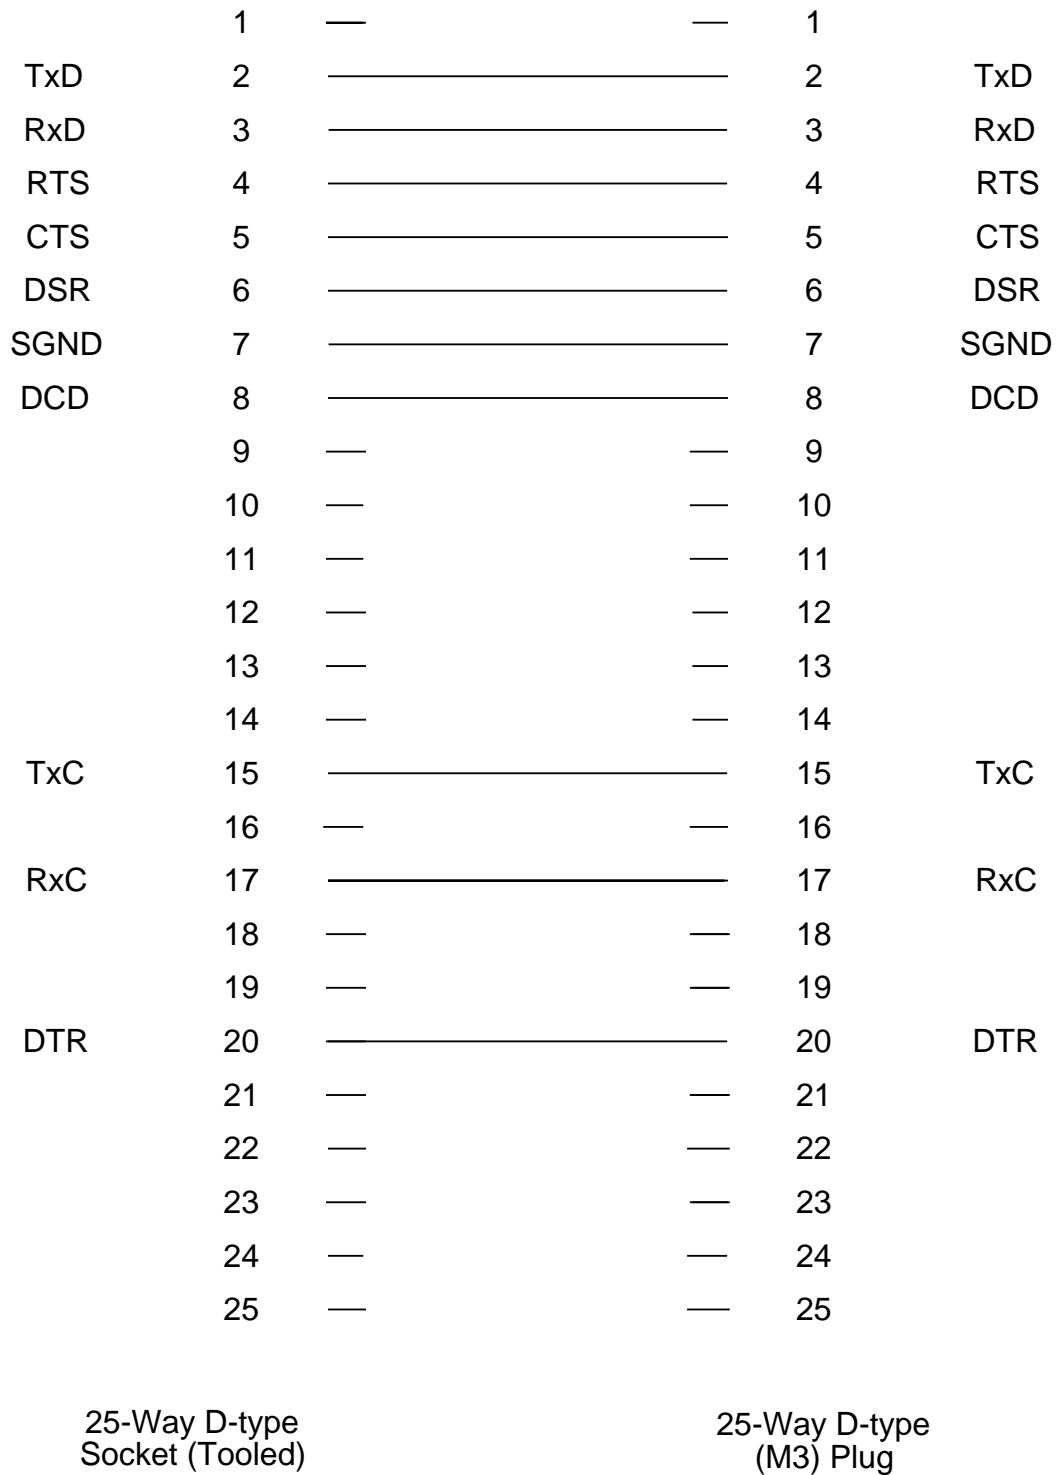 1 1
TxD 2 2 TxD
RxD 3 3 RxD
RTS 4 4 RTS
CTS 5 5 CTS
DSR 6 6 DSR
SGND 7 7 SGND
DCD 8 8 DCD
9 9
10 10
11 11
12 12
13 13
14 14
TxC 15 15 TxC
16 16
RxC 17 17 RxC
18 18
19 19
DTR 20 20 DTR
21 21
22 22
23 23
24 24
25 25
25-Way D-type
Socket (Tooled)
25-Way D-type
(M3) Plug